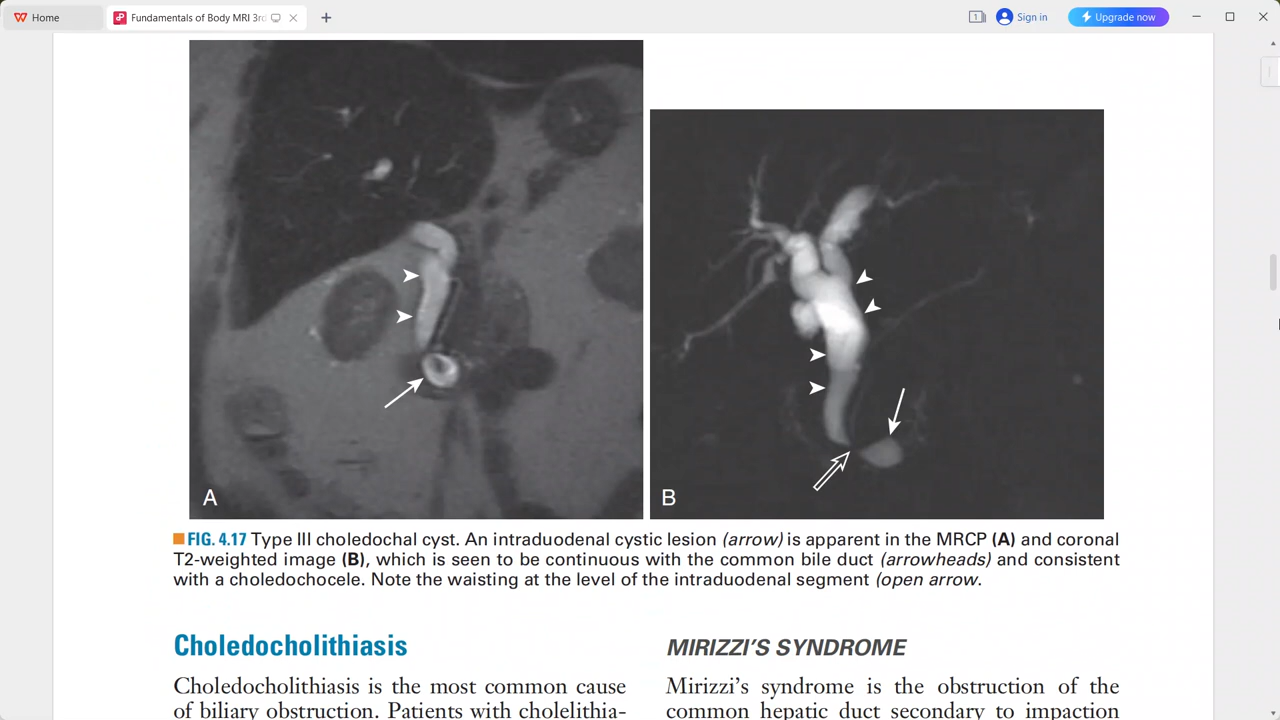 Home
Fundamentals of Body MRI 3rd
1
Sign in
Upgrade now
A
B
FIG. 4.17 Type III choledochal cyst. An intraduodenal cystic lesion (arrow) is apparent in the MRCP (A) and coronal
T2-weighted image (B), which is seen to be continuous with the common bile duct (arrowheads) and consistent
with a choledochocele. Note the waisting at the level of the intraduodenal segment (open arrow.
Choledocholithiasis
Choledocholithiasis is the most common cause
of biliary obstruction. Patients with cholelithia-
MIRIZZI'S SYNDROME
Mirizzi's syndrome is the obstruction of the
common hepatic duct secondary to impaction